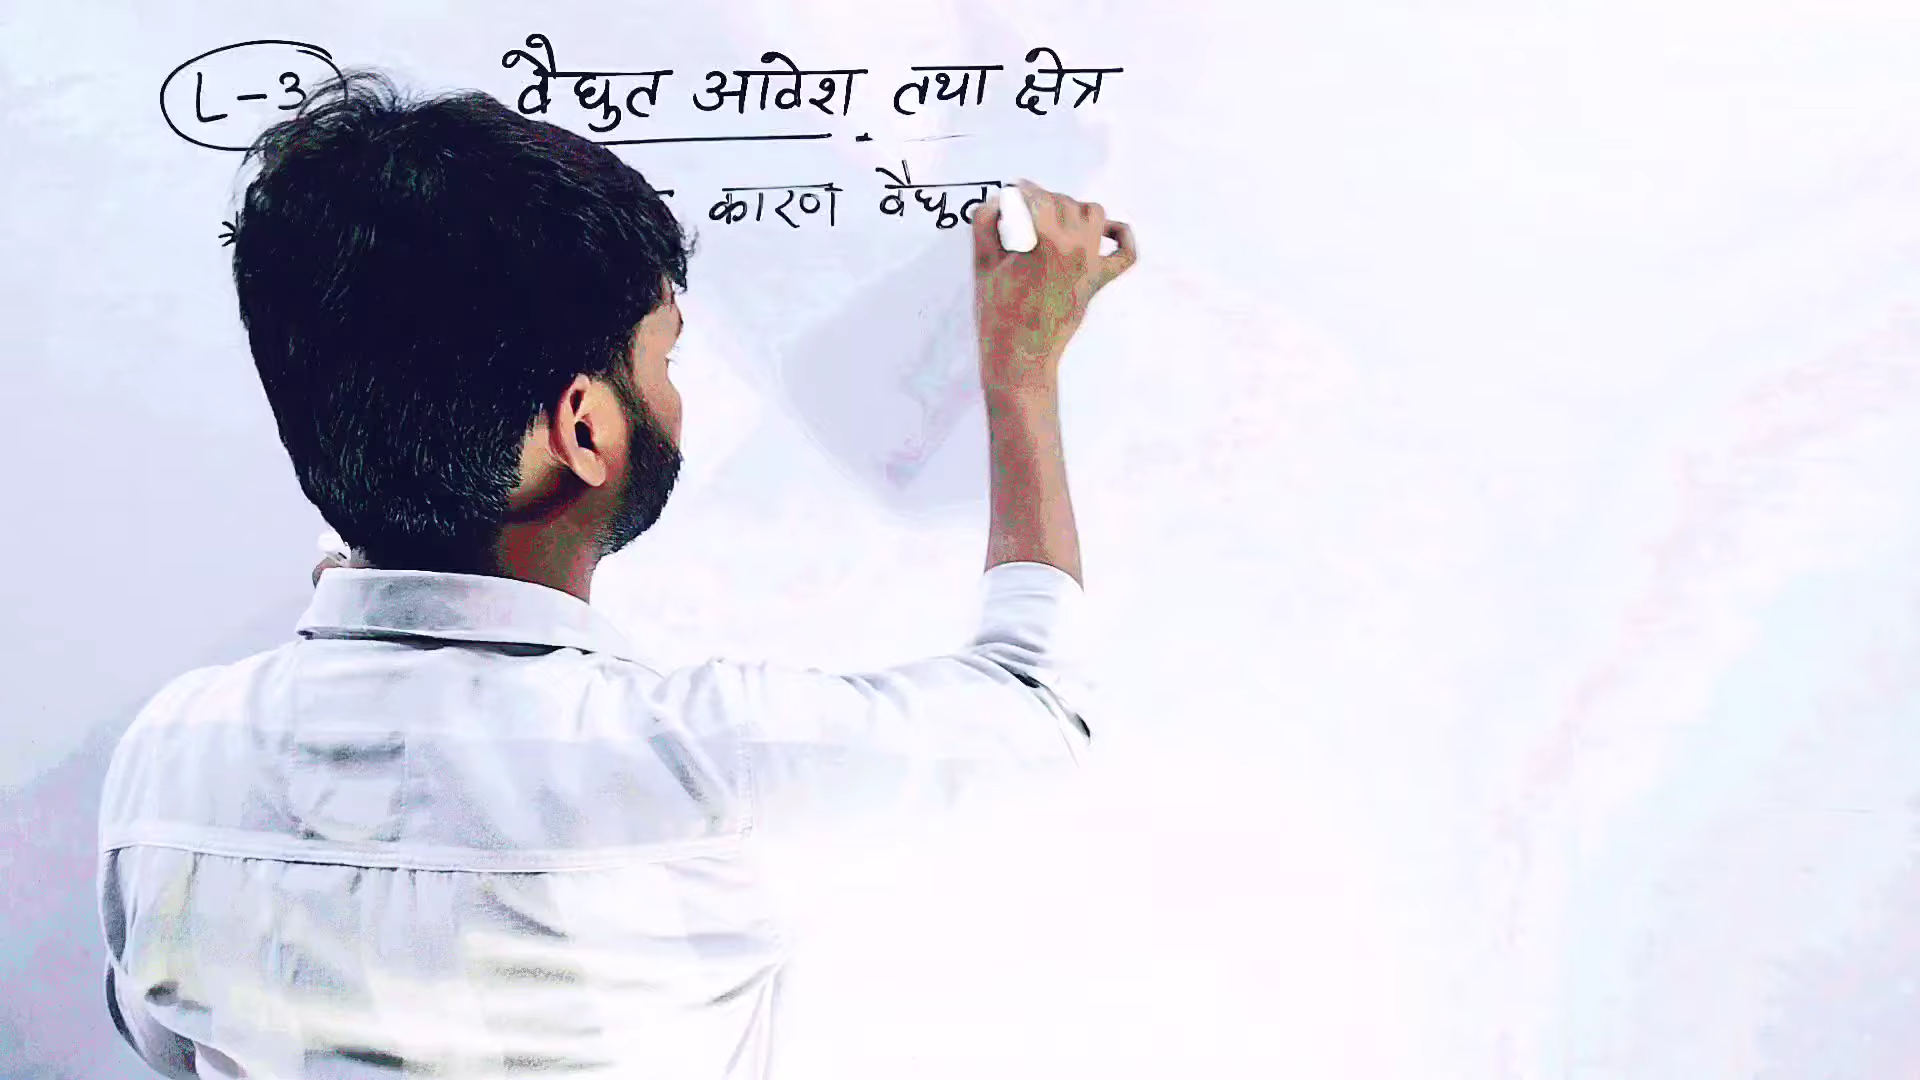 L-3 वैद्युत आवेश तथा क्षेत्र
* कारण वैद्युत